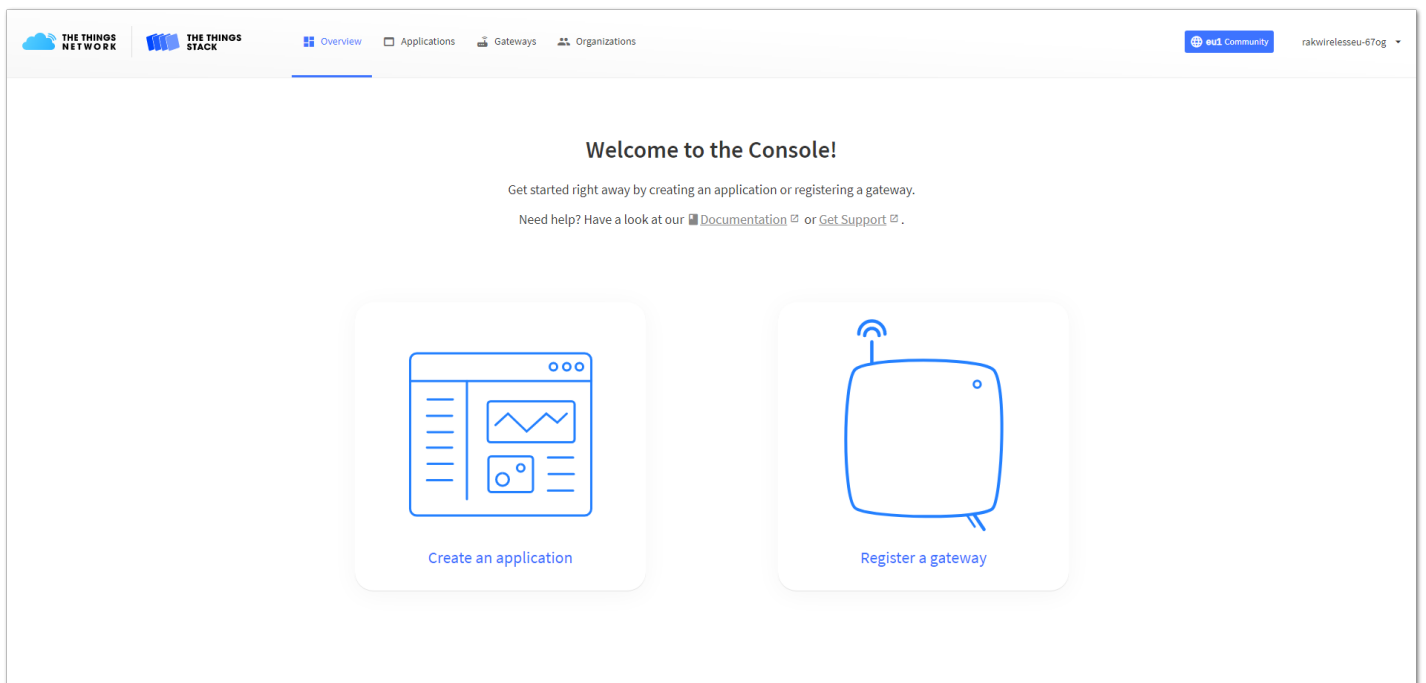 THE THINGS
NETWORK
THE THINGS
STACK
Overview
Applications
Gateways
Organizations
eu1 Community
rakwirelesseu-67og
Welcome to the Console!
Get started right away by creating an application or registering a gateway.
Need help? Have a look at our Documentation or Get Support .
Create an application
Register a gateway